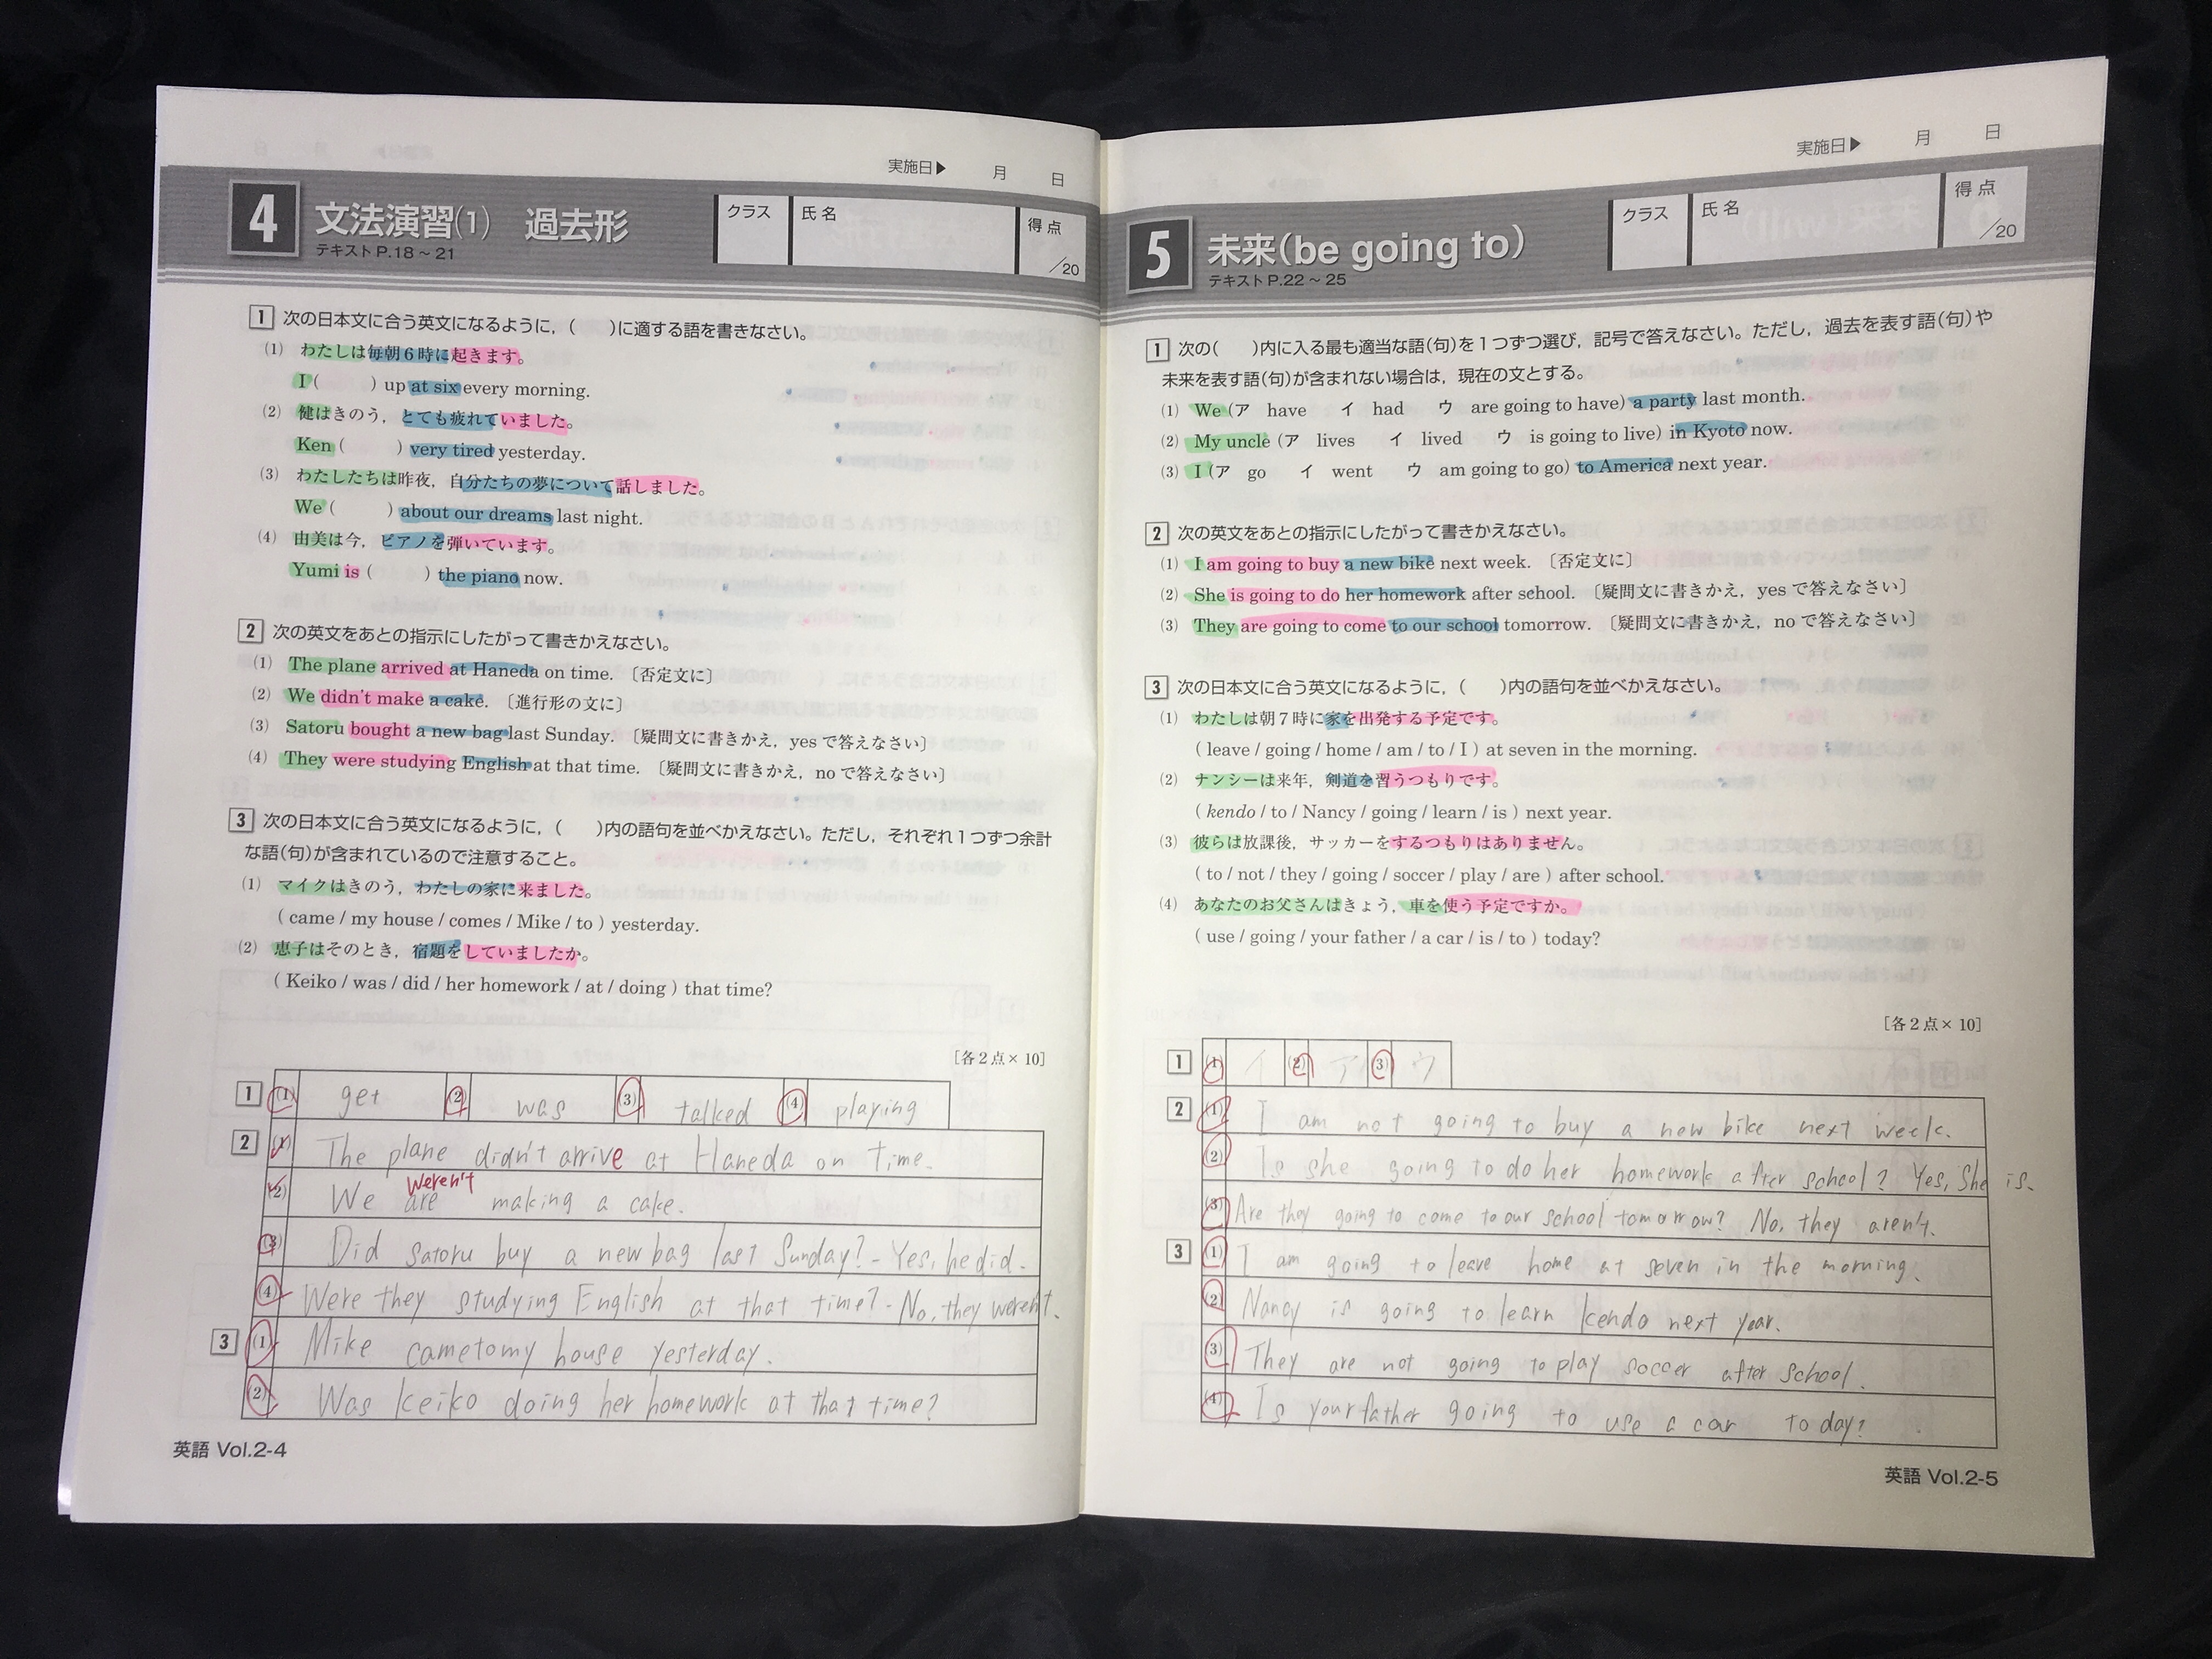 実施日▶ 月 日
4 文法演習(1) 過去形
テキストP.18～21
クラス 氏名 得点 /20
1 次の日本文に合う英文になるように，( )に適する語を書きなさい。
(1) わたしは毎朝6時に起きます。
I ( ) up at six every morning.
(2) 健はきのう，とても疲れていました。
Ken ( ) very tired yesterday.
(3) わたしたちは昨夜，自分たちの夢について話しました。
We ( ) about our dreams last night.
(4) 由美は今，ピアノを弾いています。
Yumi is ( ) the piano now.
2 次の英文をあとの指示にしたがって書きかえなさい。
(1) The plane arrived at Haneda on time. 〔否定文に〕
(2) We didn't make a cake. 〔進行形の文に〕
(3) Satoru bought a new bag last Sunday. 〔疑問文に書きかえ，yesで答えなさい〕
(4) They were studying English at that time. 〔疑問文に書きかえ，noで答えなさい〕
3 次の日本文に合う英文になるように，( )内の語句を並べかえなさい。ただし，それぞれ1つずつ余計
な語(句)が含まれているので注意すること。
(1) マイクはきのう，わたしの家に来ました。
( came / my house / comes / Mike / to ) yesterday.
(2) 恵子はそのとき，宿題をしていましたか。
( Keiko / was / did / her homework / at / doing ) that time?
[各2点×10]
1 (1) get (2) was (3) talked (4) playing
2 (1) The plane didn't arrive at Haneda on time.
weren't
(2) We are making a cake.
(3) Did satoru buy a new bag last Sunday? - Yes, he did.
(4) Were they studying English at that time? - No, they weren't.
3 (1) Mike came to my house yesterday.
(2) Was keiko doing her homework at that time?
英語 Vol.2-4
実施日▶ 月 日
5 未来(be going to)
テキストP.22～25
クラス 氏名 得点 /20
1 次の( )内に入る最も適当な語(句)を1つずつ選び，記号で答えなさい。ただし，過去を表す語(句)や
未来を表す語(句)が含まれない場合は，現在の文とする。
(1) We (ア have イ had ウ are going to have) a party last month.
(2) My uncle (ア lives イ lived ウ is going to live) in Kyoto now.
(3) I (ア go イ went ウ am going to go) to America next year.
2 次の英文をあとの指示にしたがって書きかえなさい。
(1) I am going to buy a new bike next week. 〔否定文に〕
(2) She is going to do her homework after school. 〔疑問文に書きかえ，yesで答えなさい〕
(3) They are going to come to our school tomorrow. 〔疑問文に書きかえ，noで答えなさい〕
3 次の日本文に合う英文になるように，( )内の語句を並べかえなさい。
(1) わたしは朝7時に家を出発する予定です。
( leave / going / home / am / to / I ) at seven in the morning.
(2) ナンシーは来年，剣道を習うつもりです。
( kendo / to / Nancy / going / learn / is ) next year.
(3) 彼らは放課後，サッカーをするつもりはありません。
( to / not / they / going / soccer / play / are ) after school.
(4) あなたのお父さんはきょう，車を使う予定ですか。
( use / going / your father / a car / is / to ) today?
[各2点×10]
1 (1) イ (2) ア (3) ウ
2 (1) I am not going to buy a new bike next week.
(2) Is she going to do her homework after school? Yes, She is.
(3) Are they going to come to our school tomorrow? No, they aren't.
3 (1) I am going to leave home at seven in the morning.
(2) Nancy is going to learn kendo next year.
(3) They are not going to play soccer after school.
(4) Is your father going to use a car today?
英語 Vol.2-5